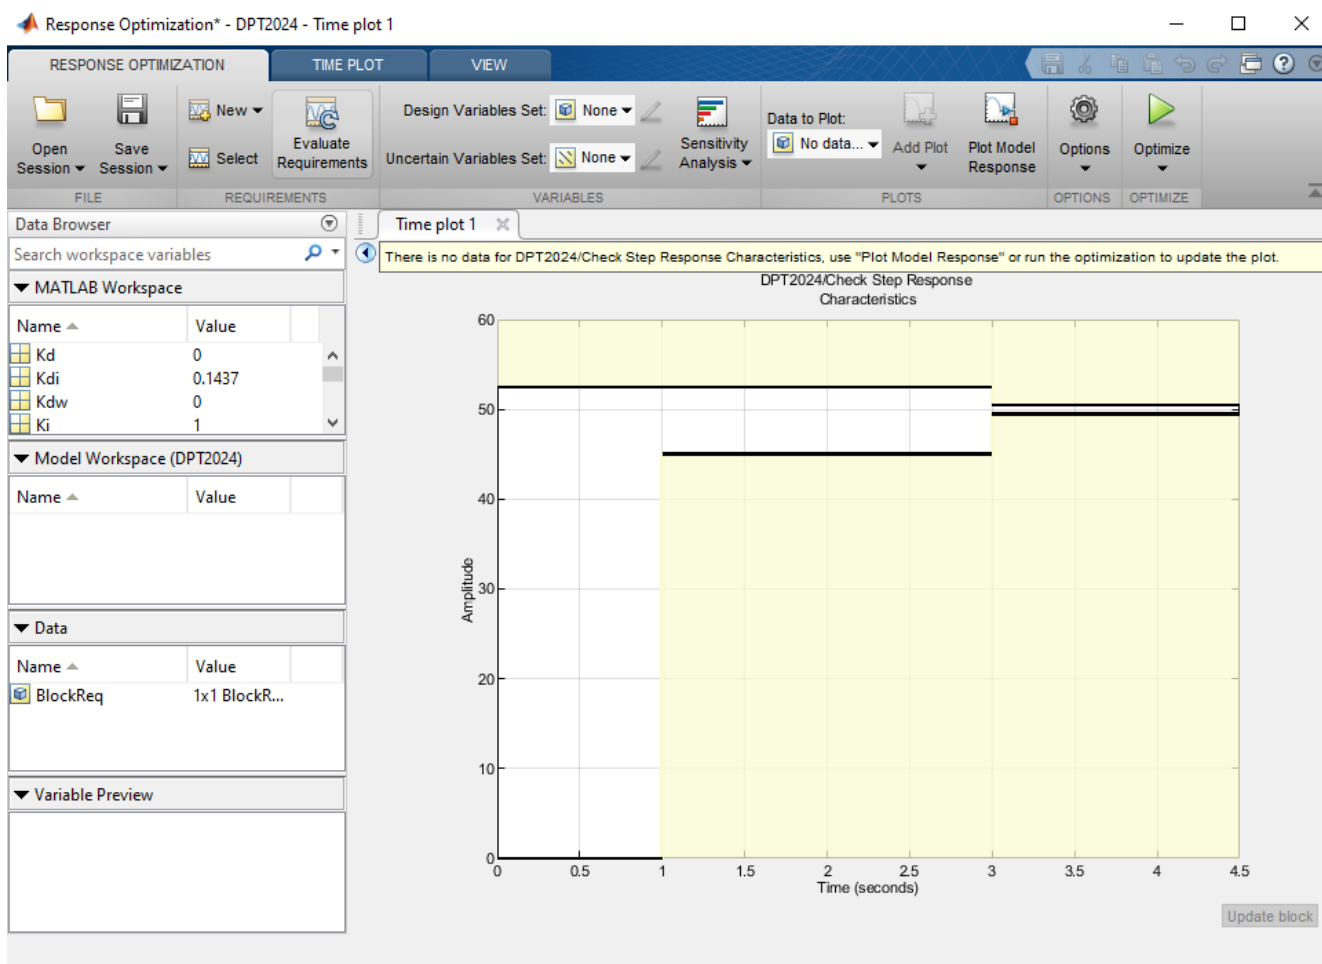 Response Optimization* - DPT2024 - Time plot 1
RESPONSE OPTIMIZATION TIME PLOT VIEW
Open Session Save Session
New
Select
Evaluate Requirements
Design Variables Set: None
Uncertain Variables Set: None
Sensitivity Analysis
Data to Plot:
No data...
Add Plot
Plot Model Response
Options
Optimize
FILE REQUIREMENTS VARIABLES PLOTS OPTIONS OPTIMIZE
Data Browser
Search workspace variables
MATLAB Workspace
Name Value
Kd 0
Kdi 0.1437
Kdw 0
Ki 1
Model Workspace (DPT2024)
Name Value
Data
Name Value
BlockReq 1x1 BlockR...
Variable Preview
Time plot 1
There is no data for DPT2024/Check Step Response Characteristics, use "Plot Model Response" or run the optimization to update the plot.
DPT2024/Check Step Response
Characteristics
60
50
40
30
20
10
0
Amplitude
0 0.5 1 1.5 2 2.5 3 3.5 4 4.5
Time (seconds)
Update block